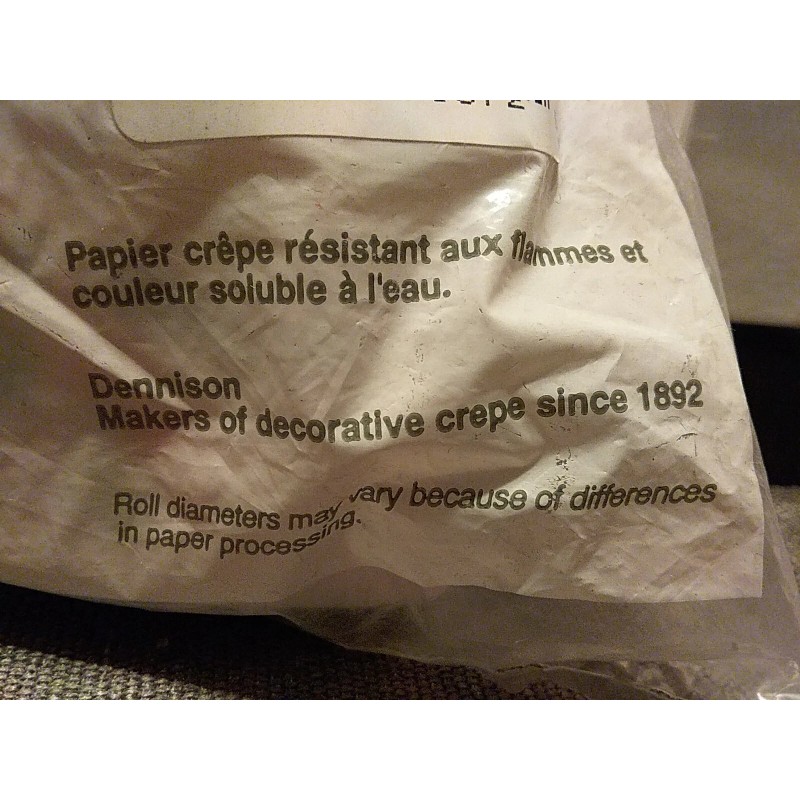 Papier crêpe résistant aux flammes et
couleur soluble à l'eau.
Dennison
Makers of decorative crepe since 1892
Roll diameters may vary because of differences
in paper processing.